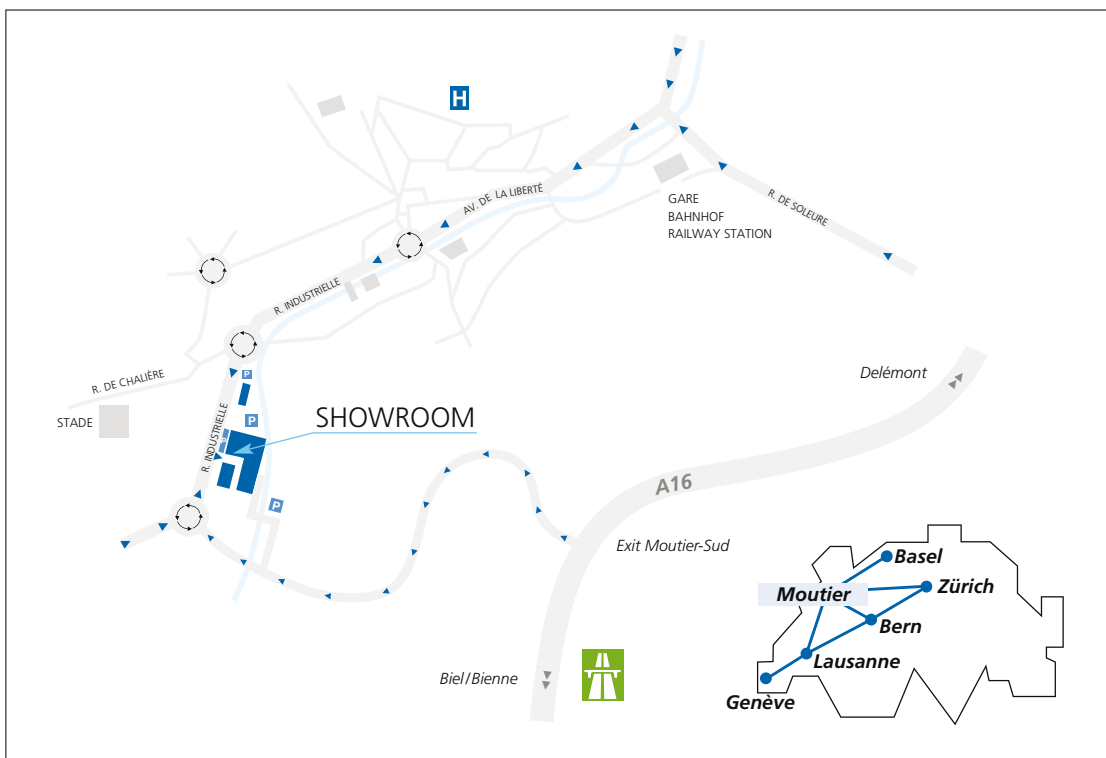 H
AV. DE LA LIBERTÉ
GARE
BAHNHOF
RAILWAY STATION
R. DE SOLEURE
R. INDUSTRIELLE
R. DE CHALIÈRE
STADE
P
P
SHOWROOM
R. INDUSTRIELLE
P
Delémont
A16
Exit Moutier-Sud
Biel/Bienne
Basel
Moutier
Zürich
Bern
Lausanne
Genève